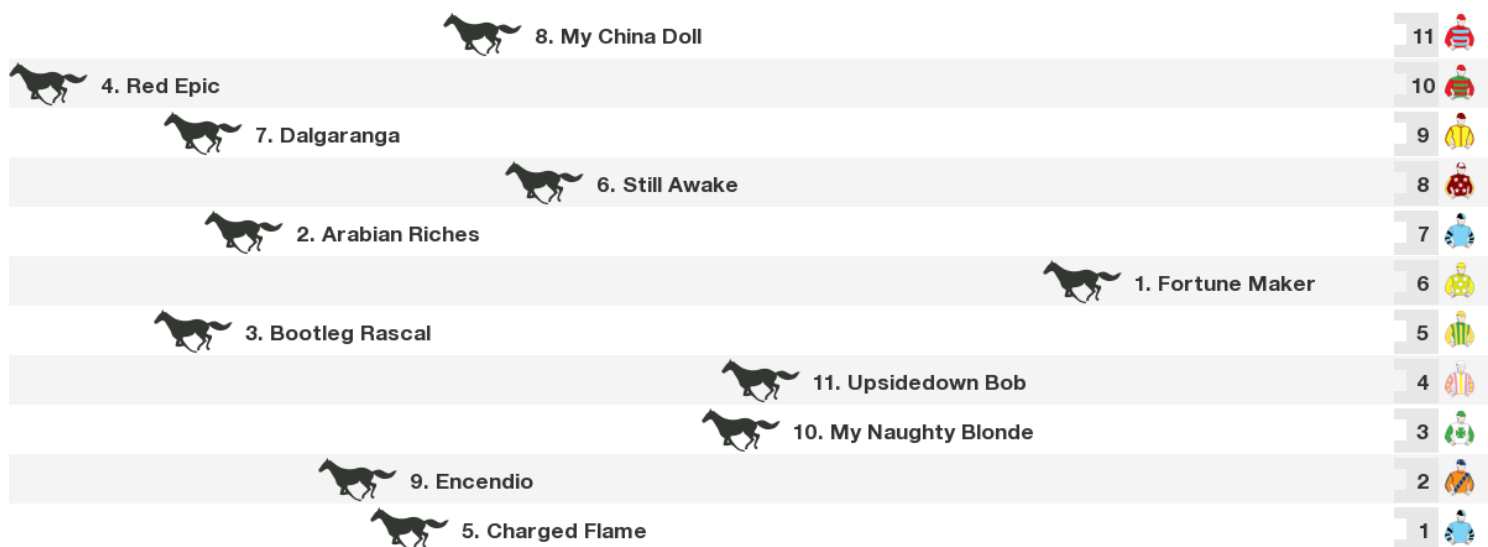 8. My China Doll 11
4. Red Epic 10
7. Dalgaranga 9
6. Still Awake 8
2. Arabian Riches 7
1. Fortune Maker 6
3. Bootleg Rascal 5
11. Upsidedown Bob 4
10. My Naughty Blonde 3
9. Encendio 2
5. Charged Flame 1